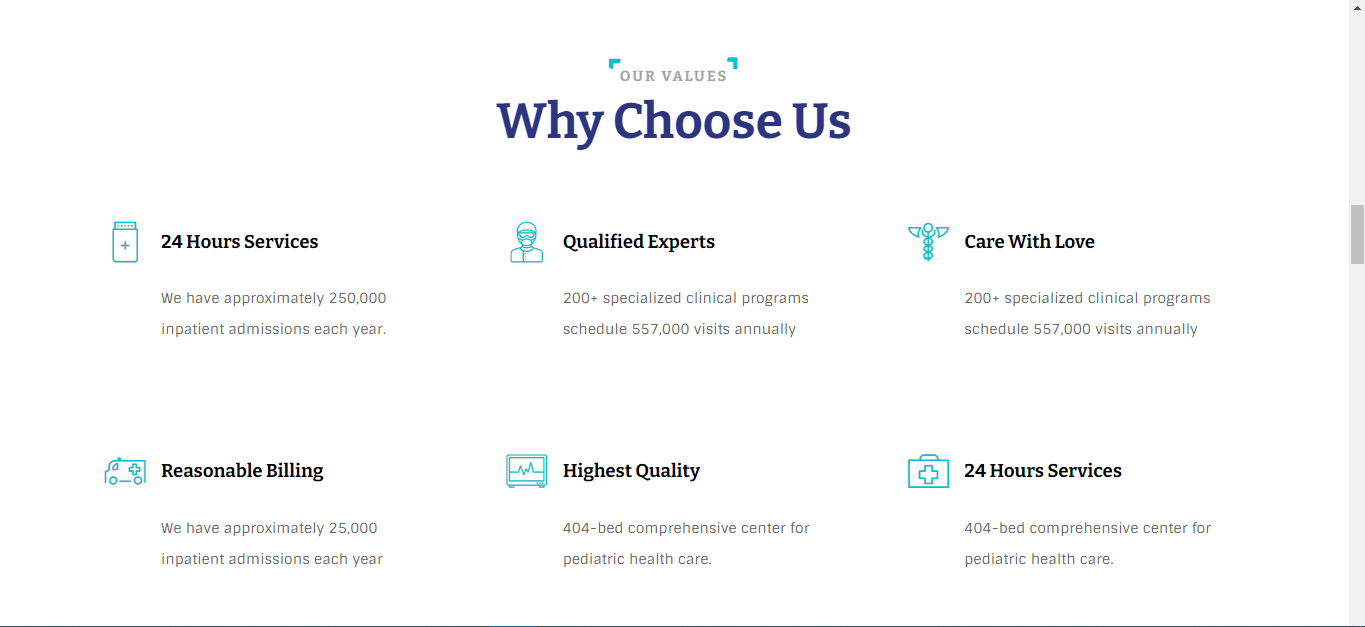 OUR VALUES
Why Choose Us
24 Hours Services
We have approximately 250,000
inpatient admissions each year.
Qualified Experts
200+ specialized clinical programs
schedule 557,000 visits annually
Care With Love
200+ specialized clinical programs
schedule 557,000 visits annually
Reasonable Billing
We have approximately 25,000
inpatient admissions each year
Highest Quality
404-bed comprehensive center for
pediatric health care.
24 Hours Services
404-bed comprehensive center for
pediatric health care.